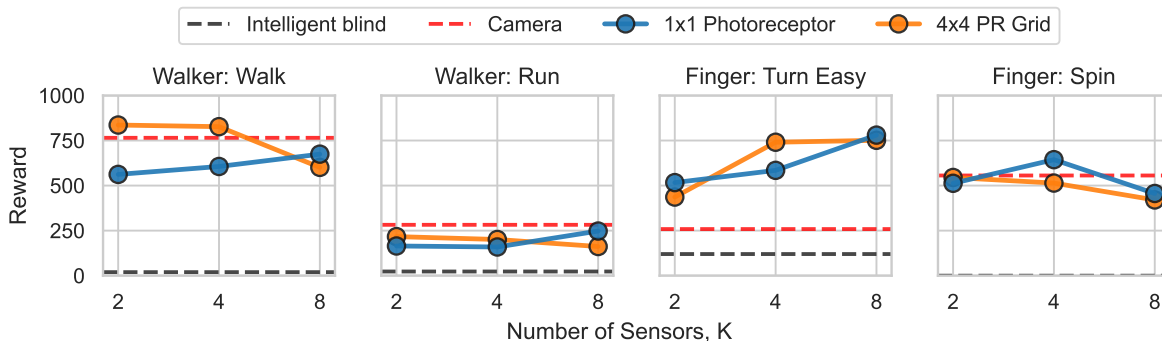 Intelligent blind Camera 1x1 Photoreceptor 4x4 PR Grid
Walker: Walk Walker: Run Finger: Turn Easy Finger: Spin
1000
750
500
250
0
Reward
2 4 8 2 4 8 2 4 8 2 4 8
Number of Sensors, K